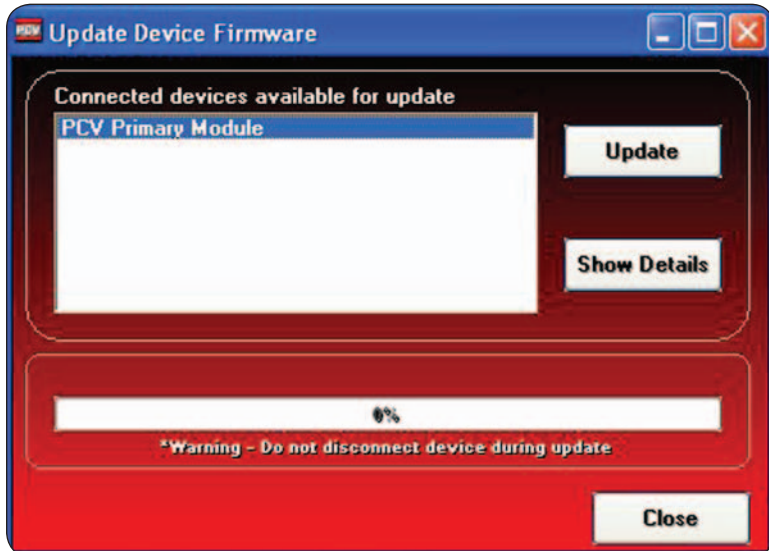 PCV Update Device Firmware
Connected devices available for update
PCV Primary Module
Update
Show Details
0%
*Warning - Do not disconnect device during update
Close